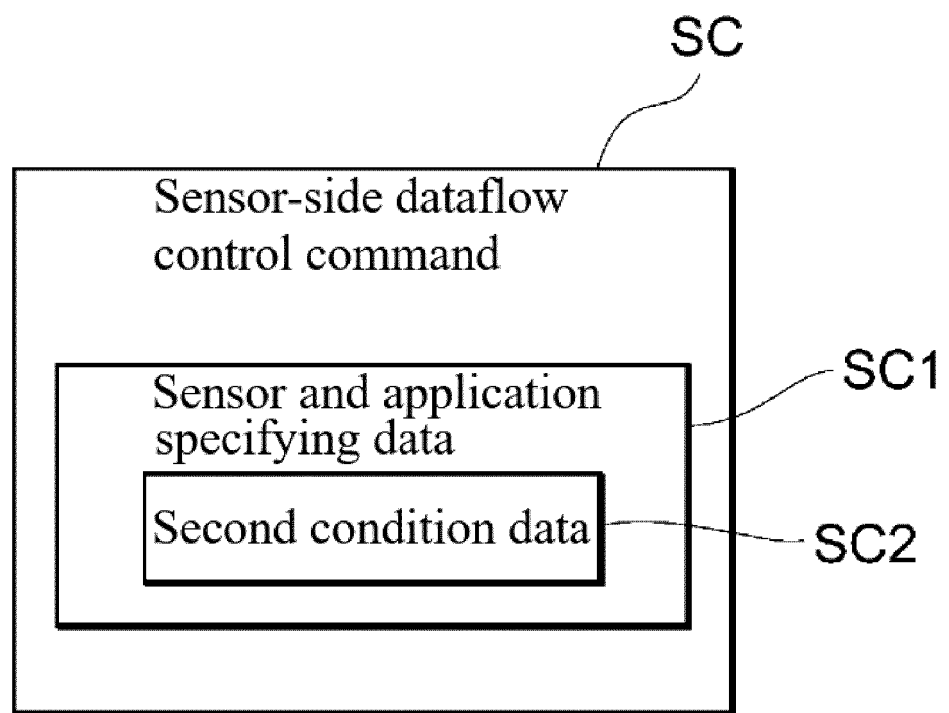 SC
Sensor-side dataflow
control command
Sensor and application
specifying data
SC1
Second condition data
SC2